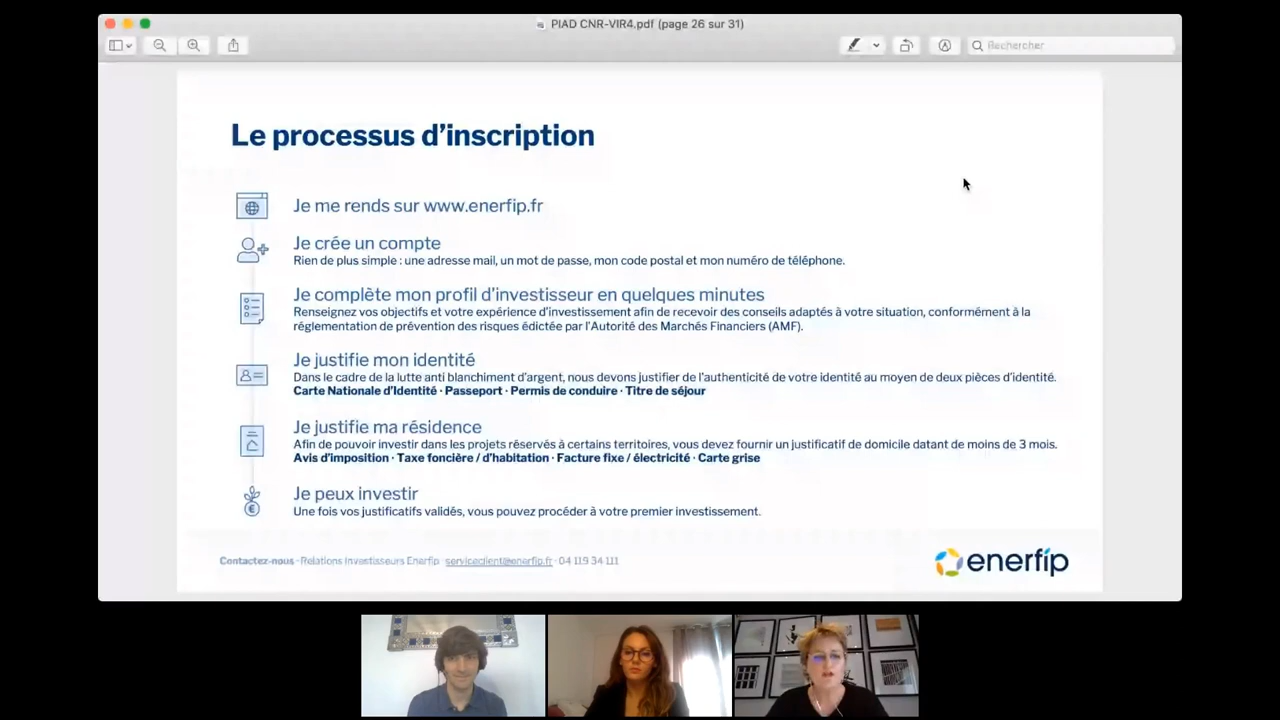 PIAD CNR-VIR4.pdf (page 26 sur 31)
Rechercher
Le processus d'inscription
Je me rends sur www.enerfip.fr
Je crée un compte
Rien de plus simple : une adresse mail, un mot de passe, mon code postal et mon numéro de téléphone.
Je complète mon profil d'investisseur en quelques minutes
Renseignez vos objectifs et votre expérience d'investissement afin de recevoir des conseils adaptés à votre situation, conformément à la
réglementation de prévention des risques édictée par l'Autorité des Marchés Financiers (AMF).
Je justifie mon identité
Dans le cadre de la lutte anti blanchiment d'argent, nous devons justifier de l'authenticité de votre identité au moyen de deux pièces d'identité.
Carte Nationale d'Identité · Passeport · Permis de conduire · Titre de séjour
Je justifie ma résidence
Afin de pouvoir investir dans les projets réservés à certains territoires, vous devez fournir un justificatif de domicile datant de moins de 3 mois.
Avis d'imposition · Taxe foncière / d'habitation · Facture fixe / électricité · Carte grise
Je peux investir
Une fois vos justificatifs validés, vous pouvez procéder à votre premier investissement.
Contactez-nous · Relations Investisseurs Enerfip serviceclient@enerfip.fr · 04 119 34 111
enerfip